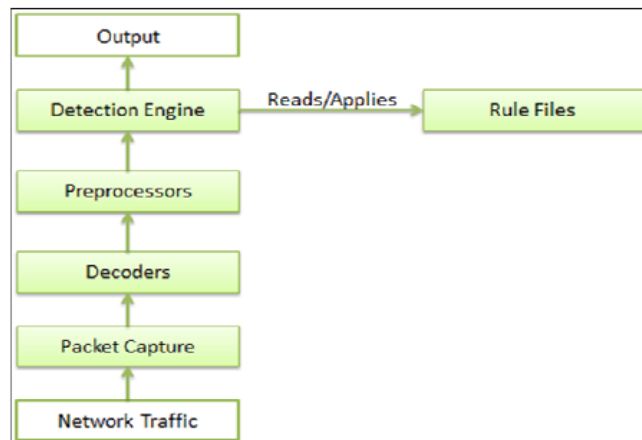 Output
Detection Engine
Reads/Applies
Rule Files
Preprocessors
Decoders
Packet Capture
Network Traffic